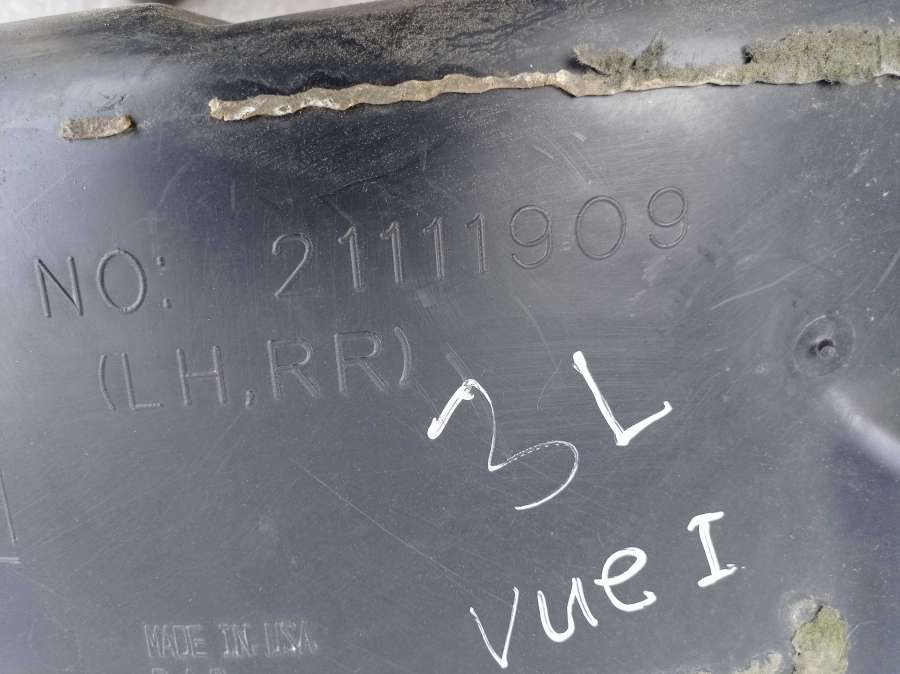 NO: 21111909
(LH,RR)
3L
vue I
MADE IN USA